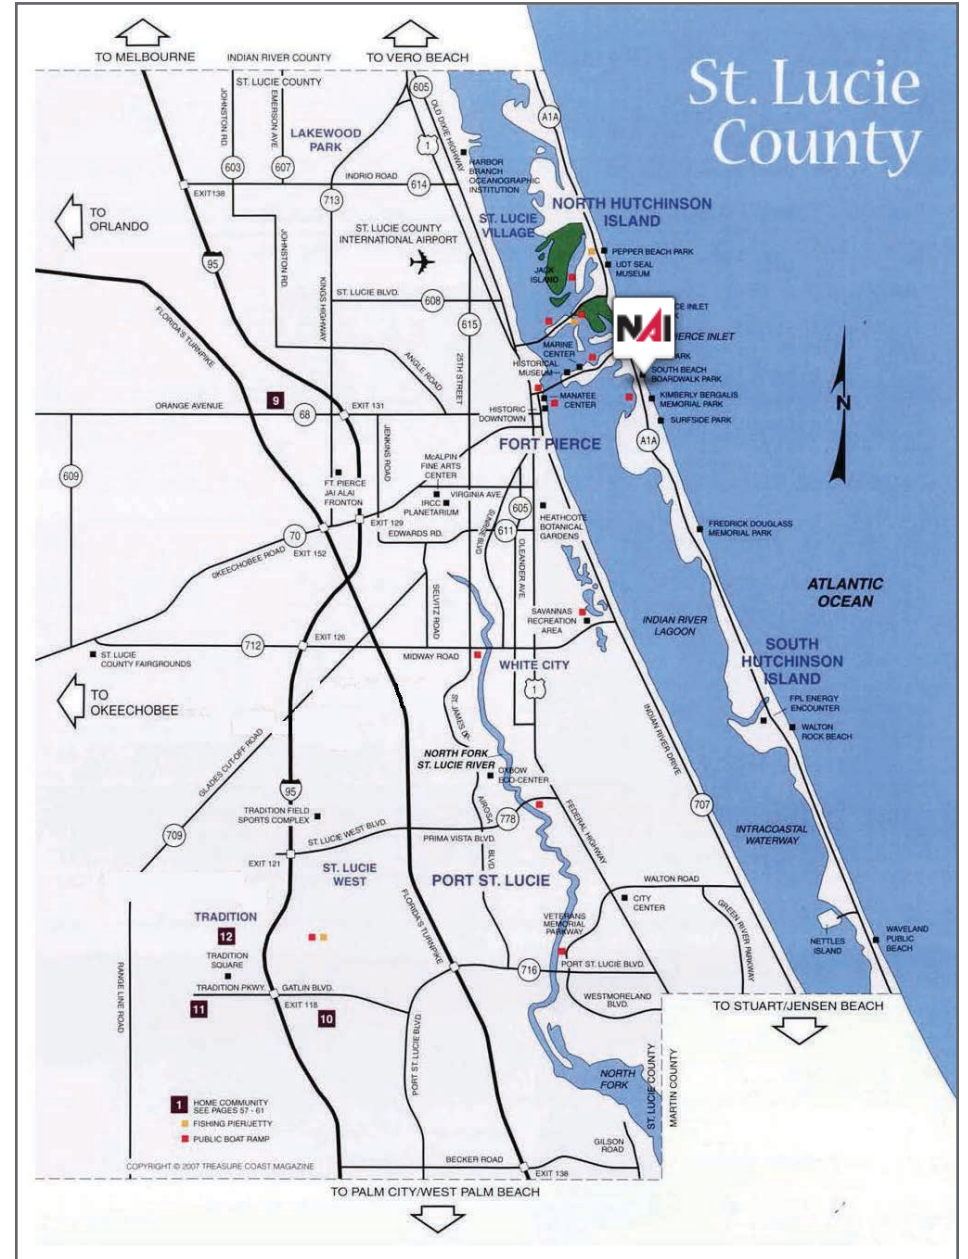 TO MELBOURNE
INDIAN RIVER COUNTY
TO VERO BEACH
ST. LUCIE COUNTY
St. Lucie
County
605
A1A
JOHNSTON RD
EMERSON AVE
OLD DIXIE HIGHWAY
LAKEWOOD
PARK
1
HARBOR
BRANCH
OCEANOGRAPHIC
INSTITUTION
603
607
INDRIO ROAD
614
EXIT138
713
NORTH HUTCHINSON
ISLAND
TO
ORLANDO
ST. LUCIE
VILLAGE
ST. LUCIE COUNTY
INTERNATIONAL AIRPORT
JOHNSTON RD.
PEPPER BEACH PARK
UDT SEAL
MUSEUM
95
JACK
ISLAND
KINGS HIGHWAY
ST. LUCIE BLVD.
608
CE INLET
NAI
FLORIDA'S TURNPIKE
615
IERCE INLET
MARINE
CENTER
ANGLE ROAD
25TH STREET
HISTORICAL
MUSEUM
ARK
SOUTH BEACH
BOARDWALK PARK
N
9
ORANGE AVENUE
68
EXIT 131
MANATEE
CENTER
KIMBERLY BERGALIS
MEMORIAL PARK
HISTORIC
DOWNTOWN
SURFSIDE PARK
JENKINS ROAD
FORT PIERCE
A1A
609
McALPIN
FINE ARTS
CENTER
FT. PIERCE
JAI ALAI
FRONTON
VIRGINIA AVE.
IRCC
PLANETARIUM
605
HEATHCOTE
BOTANICAL
GARDENS
SUNRISE BLVD
EXIT 129
70
EDWARDS RD.
611
FREDRICK DOUGLASS
MEMORIAL PARK
EXIT 152
OKEECHOBEE ROAD
OLEANDER AVE
SELVITZ ROAD
ATLANTIC
OCEAN
SAVANNAS
RECREATION
AREA
INDIAN RIVER
LAGOON
712
EXIT 126
ST. LUCIE
COUNTY FAIRGROUNDS
MIDWAY ROAD
WHITE CITY
SOUTH
HUTCHINSON
ISLAND
TO
OKEECHOBEE
1
ST. JAMES DR.
INDIAN RIVER DRIVE
FPL ENERGY
ENCOUNTER
WALTON
ROCK BEACH
GLADES CUT-OFF ROAD
NORTH FORK
ST. LUCIE RIVER
OXBOW
ECO-CENTER
95
AIROSA
BLVD
FEDERAL HIGHWAY
707
TRADITION FIELD
SPORTS COMPLEX
778
709
ST. LUCIE WEST BLVD.
PRIMA VISTA BLVD.
INTRACOASTAL
WATERWAY
EXIT 121
ST. LUCIE
WEST
PORT ST. LUCIE
WALTON ROAD
FLORIDA'S TURNPIKE
CITY
CENTER
GREEN RIVER PARKWAY
TRADITION
12
VETERANS
MEMORIAL
PARKWAY
NETTLES
ISLAND
WAVELAND
PUBLIC
BEACH
TRADITION
SQUARE
RANGE LINE ROAD
716
PORT ST. LUCIE BLVD.
TRADITION PKWY.
GATLIN BLVD.
WESTMORELAND
BLVD.
11
EXIT 118
10
TO STUART/JENSEN BEACH
PORT ST. LUCIE BLVD.
NORTH
FORK
ST. LUCIE COUNTY
MARTIN COUNTY
1 HOME COMMUNITY
SEE PAGES 57 - 61
FISHING PIER/JETTY
PUBLIC BOAT RAMP
GILSON
ROAD
COPYRIGHT © 2007 TREASURE COAST MAGAZINE
BECKER ROAD
EXIT 138
TO PALM CITY/WEST PALM BEACH